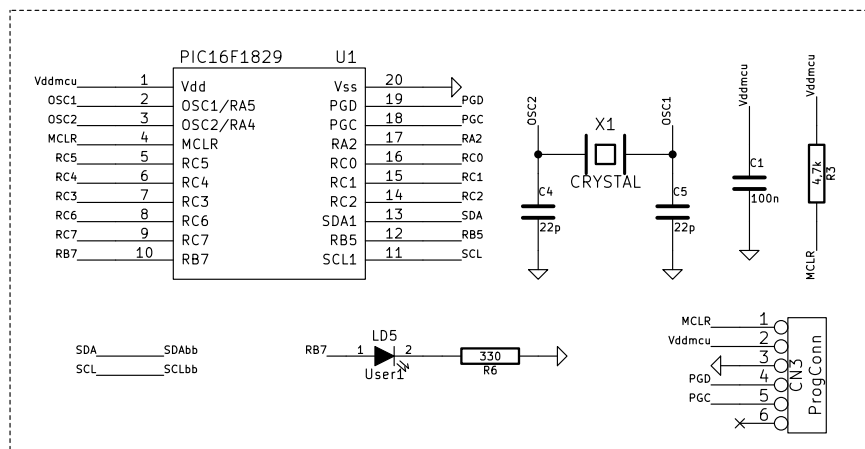 PIC16F1829 U1
Vddmcu 1 Vdd Vss 20
OSC1 2 OSC1/RA5 PGD 19 PGD
OSC2 3 OSC2/RA4 PGC 18 PGC
MCLR 4 MCLR RA2 17 RA2
RC5 5 RC5 RC0 16 RC0
RC4 6 RC4 RC1 15 RC1
RC3 7 RC3 RC2 14 RC2
RC6 8 RC6 SDA1 13 SDA
RC7 9 RC7 RB5 12 RB5
RB7 10 RB7 SCL1 11 SCL
OSC2
X1
CRYSTAL
OSC1
C4
22p
C5
22p
Vddmcu
C1
100n
Vddmcu
4,7k
R3
MCLR
SDA SDAbb
SCL SCLbb
LD5
RB7 1 2
User1
330
R6
MCLR 1
Vddmcu 2
3
PGD 4
PGC 5
6
CN3
ProgConn